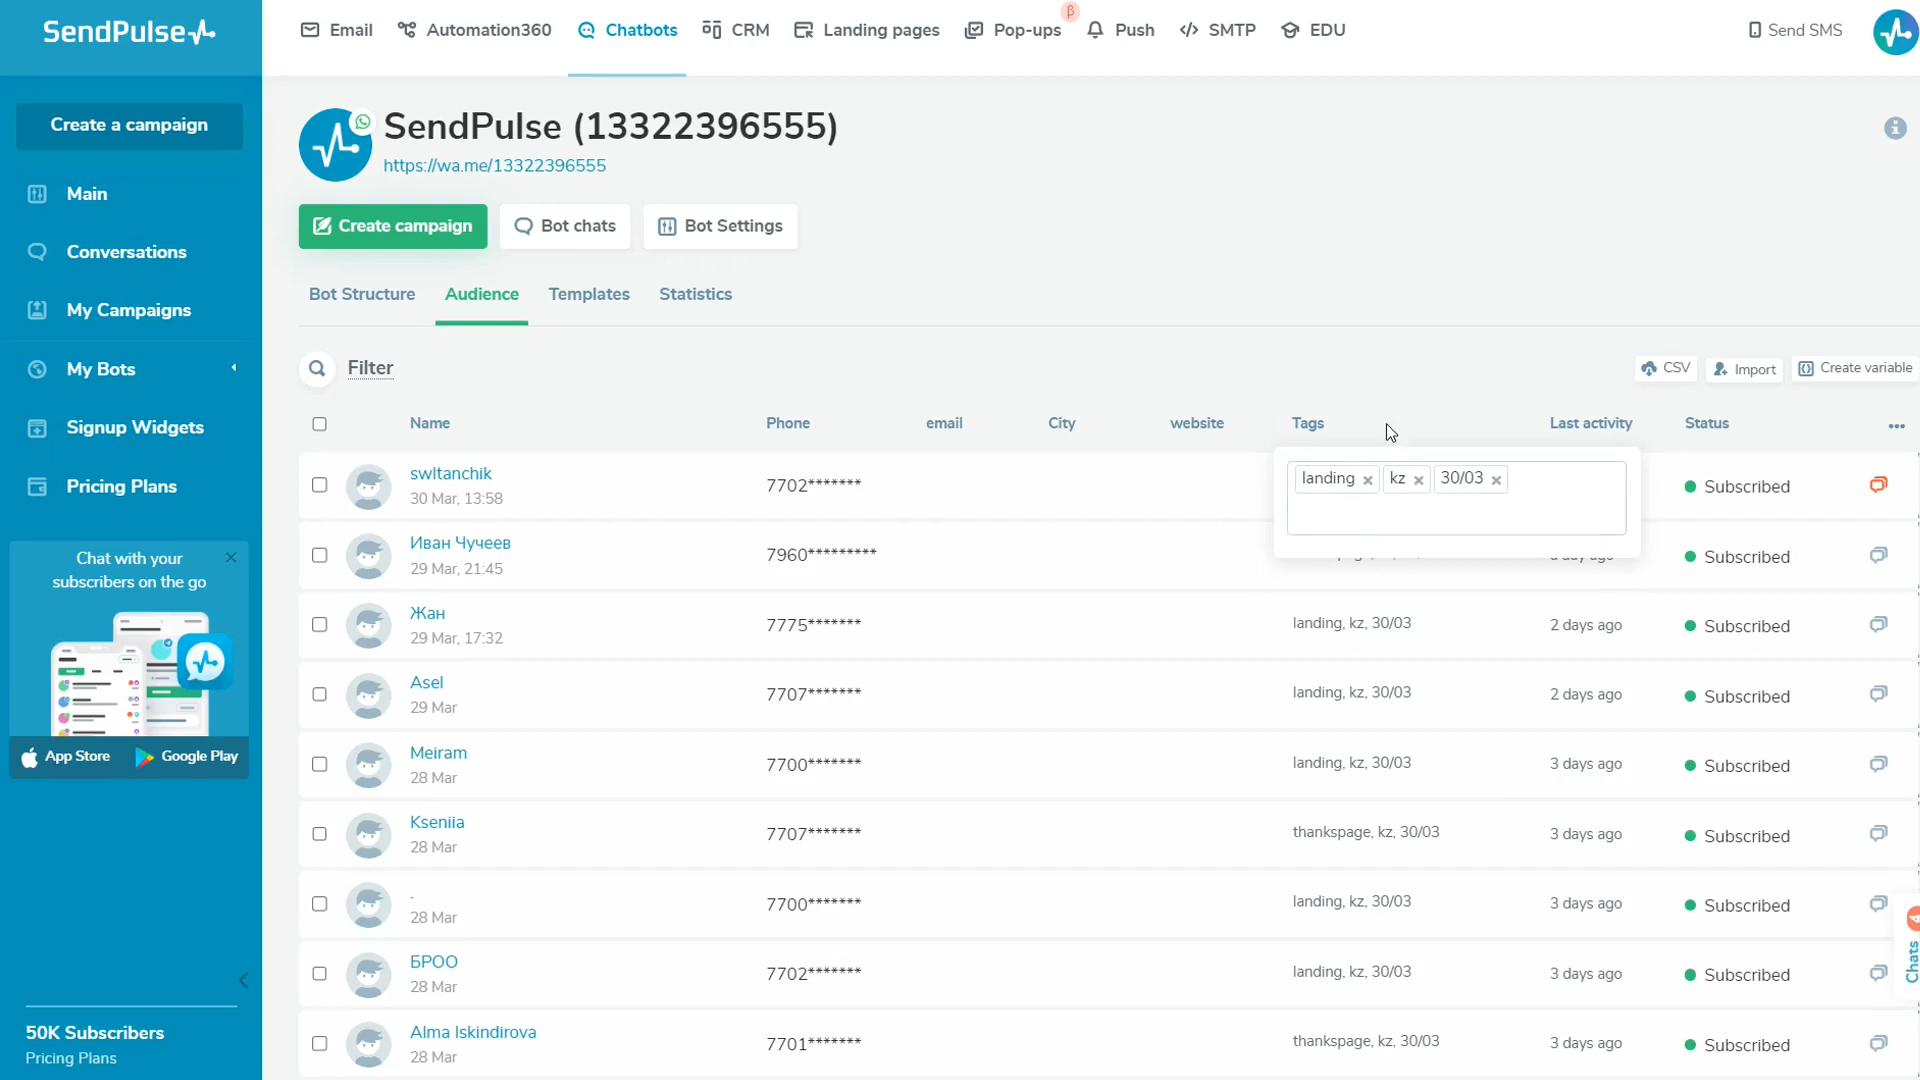 SendPulse
Email
Automation360
Chatbots
CRM
Landing pages
Pop-ups
β
Push
SMTP
EDU
Send SMS
Create a campaign
Main
Conversations
My Campaigns
My Bots
Signup Widgets
Pricing Plans
Chat with your
subscribers on the go
App Store
Google Play
50K Subscribers
Pricing Plans
SendPulse (13322396555)
https://wa.me/13322396555
Create campaign
Bot chats
Bot Settings
Bot Structure
Audience
Templates
Statistics
Filter
CSV
Import
Create variable
Name
Phone
email
City
website
Tags
Last activity
Status
swltanchik
30 Mar, 13:58
7702*******
landing
kz
30/03
Subscribed
Иван Чучеев
29 Mar, 21:45
7960*********
Subscribed
Жан
29 Mar, 17:32
7775*******
landing, kz, 30/03
2 days ago
Subscribed
Asel
29 Mar
7707*******
landing, kz, 30/03
2 days ago
Subscribed
Meiram
28 Mar
7700*******
landing, kz, 30/03
3 days ago
Subscribed
Kseniia
28 Mar
7707*******
thankspage, kz, 30/03
3 days ago
Subscribed
.
28 Mar
7700*******
landing, kz, 30/03
3 days ago
Subscribed
БРОО
28 Mar
7702*******
landing, kz, 30/03
3 days ago
Subscribed
Alma Iskindirova
28 Mar
7701*******
thankspage, kz, 30/03
3 days ago
Subscribed
Chats